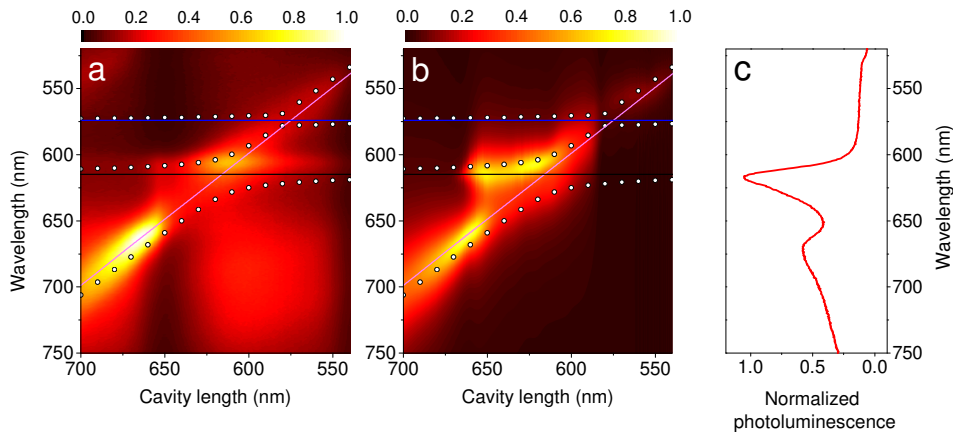 0.0 0.2 0.4 0.6 0.8 1.0
0.0 0.2 0.4 0.6 0.8 1.0
a
b
c
550
600
650
700
750
Wavelength (nm)
700 650 600 550
Cavity length (nm)
550
600
650
700
750
700 650 600 550
Cavity length (nm)
550
600
650
700
750
Wavelength (nm)
1.0 0.5 0.0
Normalized
photoluminescence